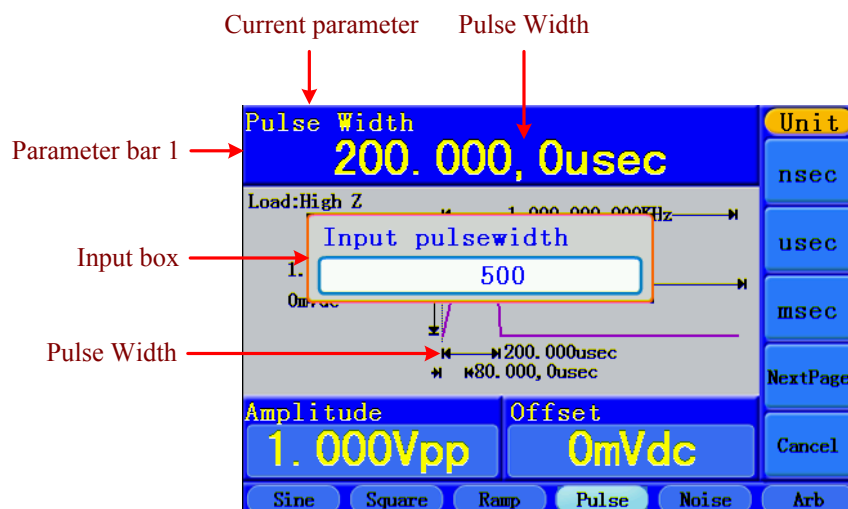 Current parameter
Pulse Width
Parameter bar 1
Pulse Width
200. 000, 0usec
Unit
nsec
usec
msec
NextPage
Cancel
Load:High Z
Input box
Input pulsewidth
500
1.
Pulse Width
200. 000usec
80. 000, 0usec
Amplitude
1. 000Vpp
Offset
0mVdc
Sine
Square
Ramp
Pulse
Noise
Arb